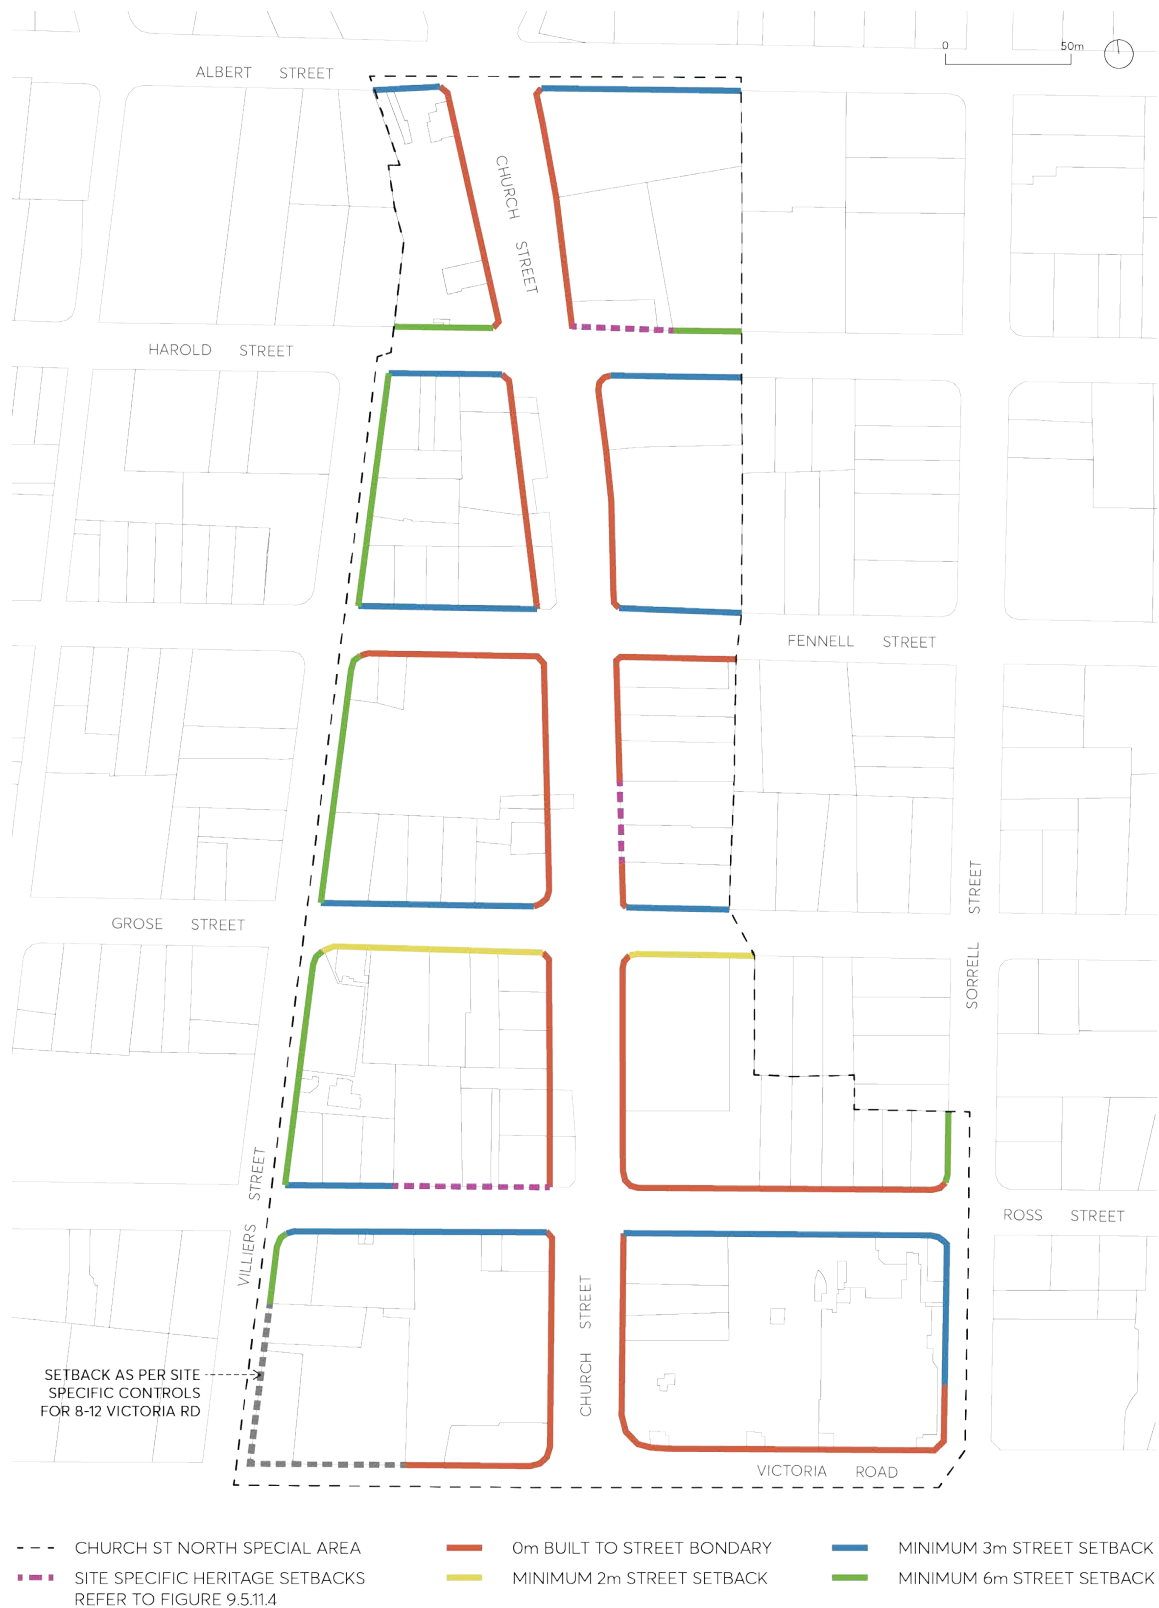 0 50m
ALBERT STREET
CHURCH STREET
HAROLD STREET
FENNELL STREET
SORRELL STREET
GROSE STREET
VILLIERS STREET
ROSS STREET
CHURCH STREET
SETBACK AS PER SITE
SPECIFIC CONTROLS
FOR 8-12 VICTORIA RD
VICTORIA ROAD
CHURCH ST NORTH SPECIAL AREA
0m BUILT TO STREET BONDARY
MINIMUM 3m STREET SETBACK
SITE SPECIFIC HERITAGE SETBACKS
REFER TO FIGURE 9.5.11.4
MINIMUM 2m STREET SETBACK
MINIMUM 6m STREET SETBACK